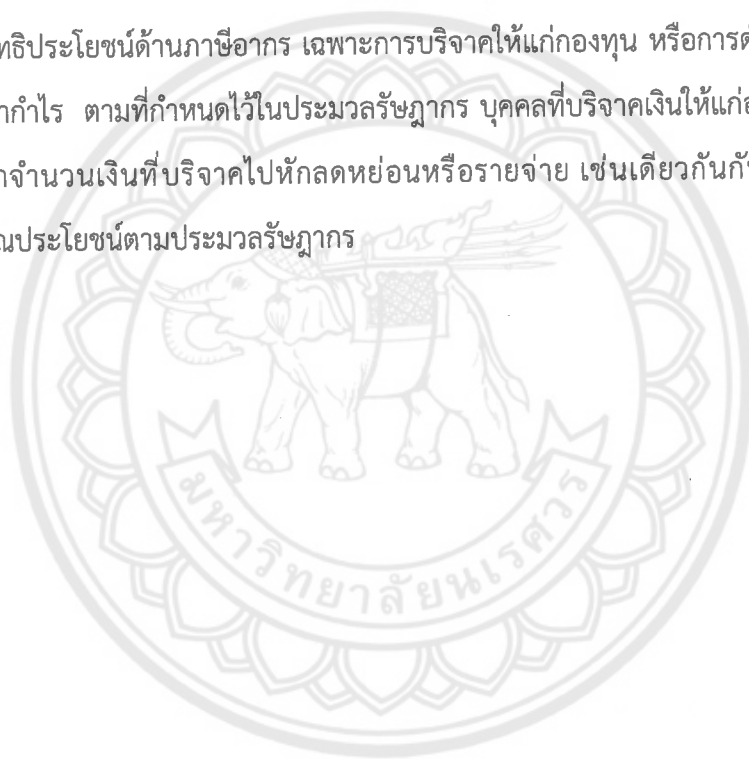 ทธิประโยชน์ด้านภาษีอากร เฉพาะการบริจาคให้แก่กองทุน หรือการ
ากำไร ตามที่กำหนดไว้ในประมวลรัษฎากร บุคคลที่บริจาคเงินให้แก่
จำนวนเงินที่บริจาคไปหักลดหย่อนหรือรายจ่าย เช่นเดียวกันกับ
ณประโยชน์ตามประมวลรัษฎากร
มหาวิทยาลัยนเรศวร